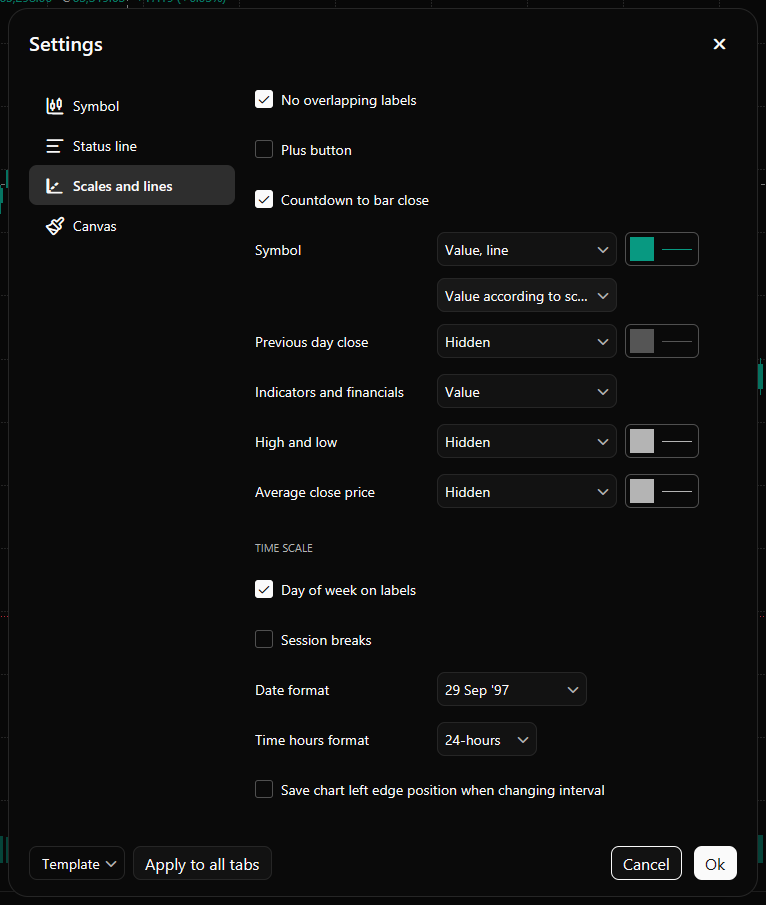 Settings
Symbol
Status line
Scales and lines
Canvas
No overlapping labels
Plus button
Countdown to bar close
Symbol
Value, line
Value according to sc...
Previous day close
Hidden
Indicators and financials
Value
High and low
Hidden
Average close price
Hidden
TIME SCALE
Day of week on labels
Session breaks
Date format
29 Sep '97
Time hours format
24-hours
Save chart left edge position when changing interval
Template
Apply to all tabs
Cancel
Ok